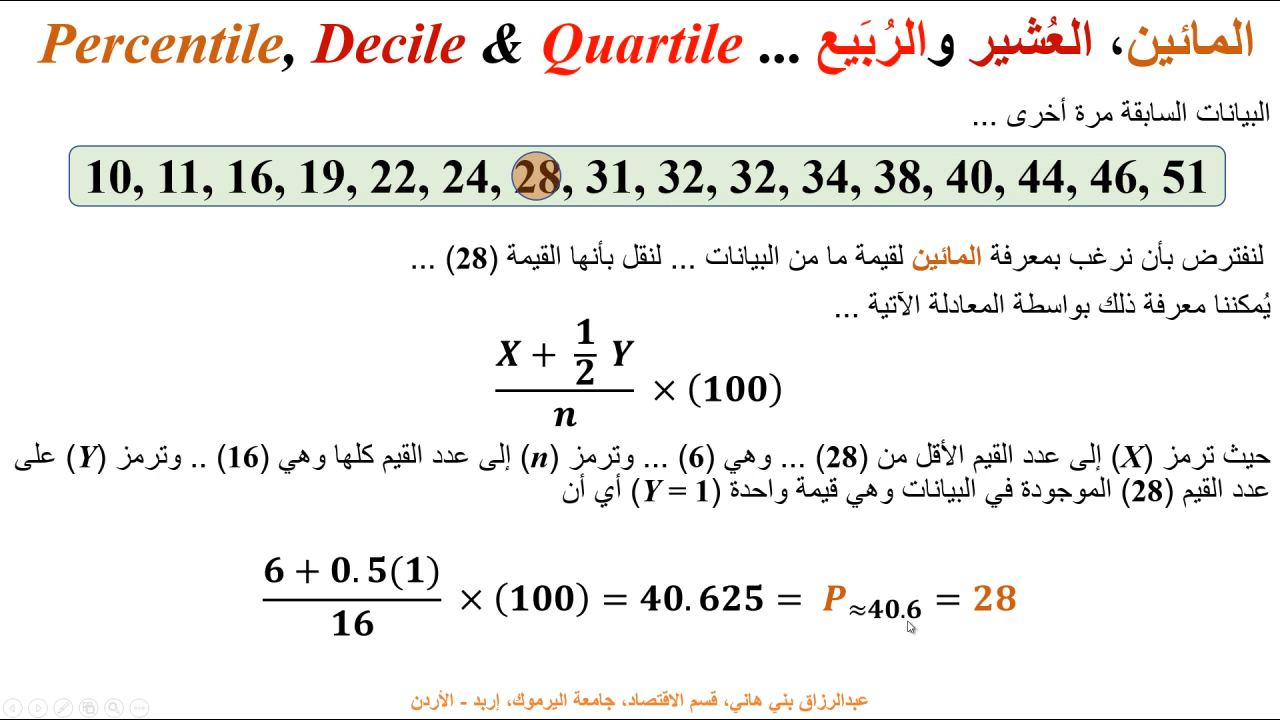 المائين، العُشير والرُبَيع ... Percentile, Decile & Quartile
البيانات السابقة مرة أخرى ...
10, 11, 16, 19, 22, 24, 28, 31, 32, 32, 34, 38, 40, 44, 46, 51
لنفترض بأن نرغب بمعرفة المائين لقيمة ما من البيانات ... لنقل بأنها القيمة (28) ...
يُمكننا معرفة ذلك بواسطة المعادلة الآتية ...
(X + 1/2 Y)/n × (100)
حيث ترمز (X) إلى عدد القيم الأقل من (28) ... وهي (6) ... وترمز (n) إلى عدد القيم كلها وهي (16) .. وترمز (Y) على
عدد القيم (28) الموجودة في البيانات وهي قيمة واحدة (Y = 1) أي أن
(6 + 0.5(1))/16 × (100) = 40.625 = P≈40.6 = 28
عبدالرزاق بني هاني، قسم الاقتصاد، جامعة اليرموك، إربد - الأردن